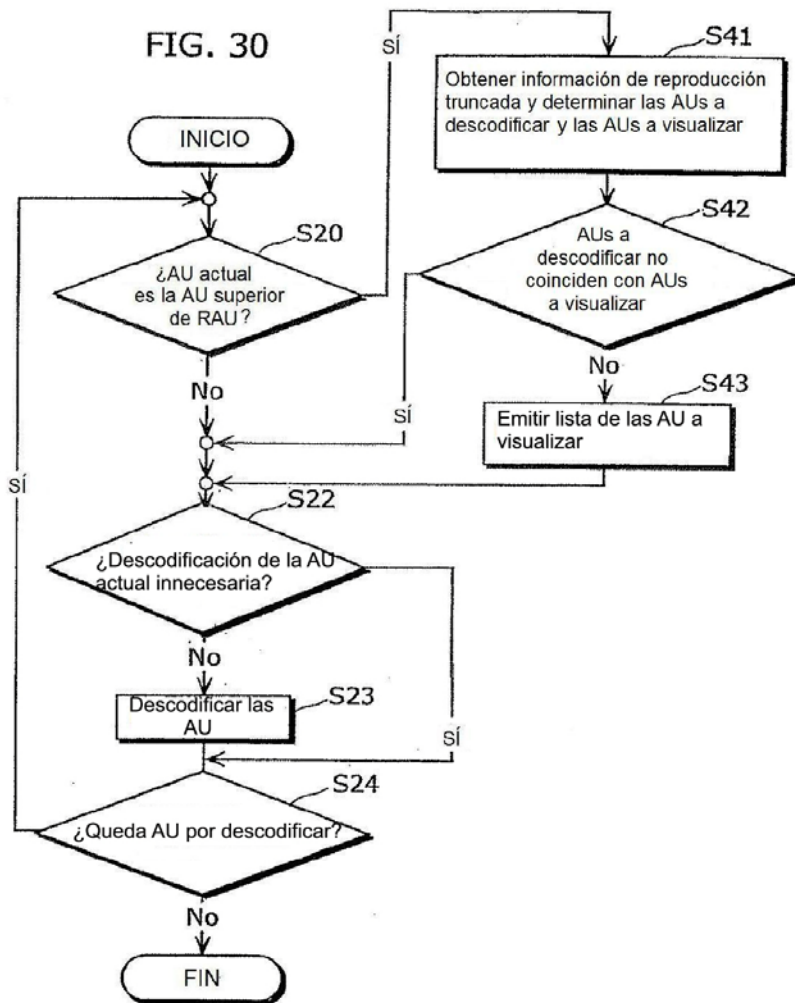 FIG. 30
INICIO
S20
¿AU actual
es la AU superior
de RAU?
SÍ
No
S41
Obtener información de reproducción
truncada y determinar las AUs a
descodificar y las AUs a visualizar
S42
AUs a
descodificar no
coinciden con AUs
a visualizar
SÍ
No
S43
Emitir lista de las AU a
visualizar
S22
¿Descodificación de la AU
actual innecesaria?
SÍ
No
S23
Descodificar las
AU
S24
¿Queda AU por descodificar?
SÍ
No
FIN